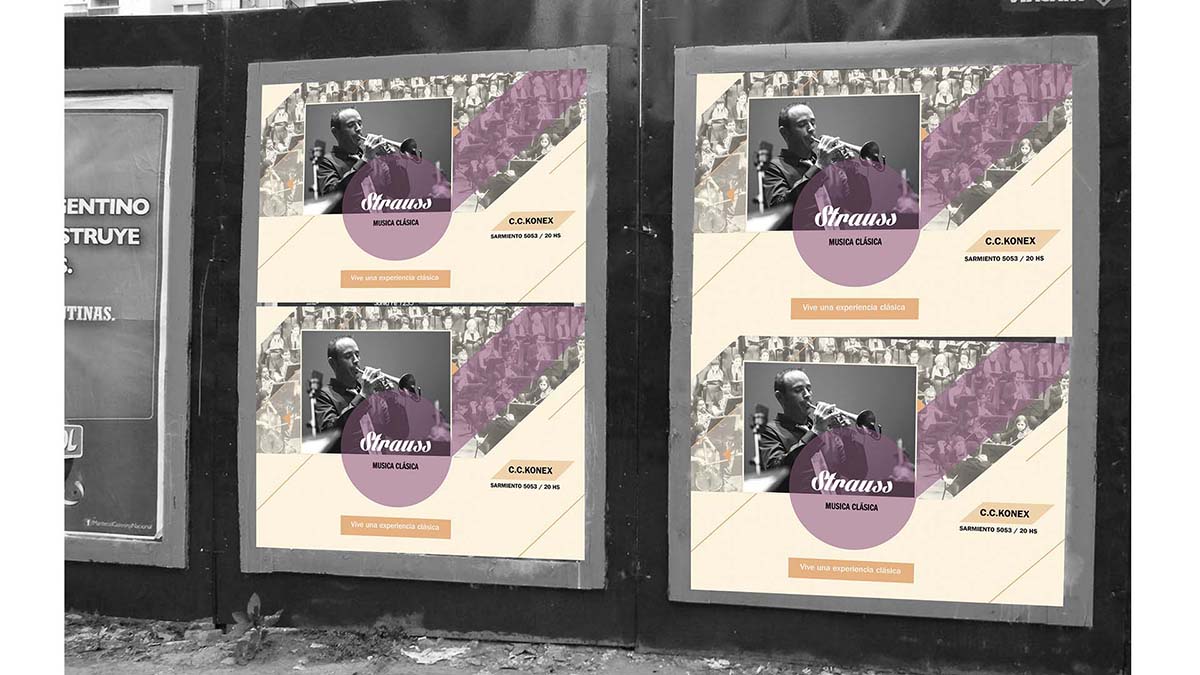 GENTINO
STRUYE
S.
TINAS.
OL
Strauss
MUSICA CLÁSICA
C.C.KONEX
SARMIENTO 5053 / 20 HS
Vive una experiencia clásica
Strauss
MUSICA CLÁSICA
C.C.KONEX
SARMIENTO 5053 / 20 HS
Vive una experiencia clásica
Strauss
MUSICA CLÁSICA
C.C.KONEX
SARMIENTO 5053 / 20 HS
Vive una experiencia clásica
Strauss
MUSICA CLÁSICA
C.C.KONEX
SARMIENTO 5053 / 20 HS
Vive una experiencia clásica